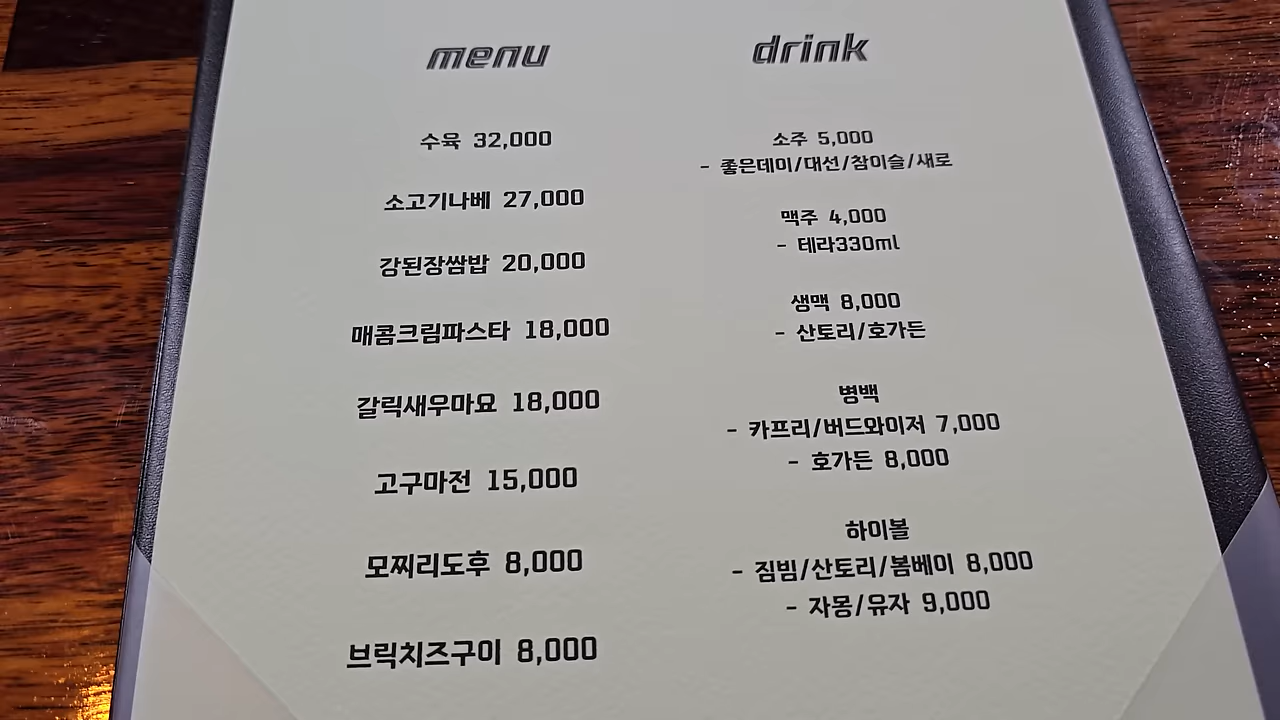 menu
수육 32,000
소고기나베 27,000
강된장쌈밥 20,000
매콤크림파스타 18,000
갈릭새우마요 18,000
고구마전 15,000
모찌리도후 8,000
브릭치즈구이 8,000
drink
소주 5,000
- 좋은데이/대선/참이슬/새로
맥주 4,000
- 테라330ml
생맥 8,000
- 산토리/호가든
병백
- 카프리/버드와이저 7,000
- 호가든 8,000
하이볼
- 짐빔/산토리/봄베이 8,000
- 자몽/유자 9,000